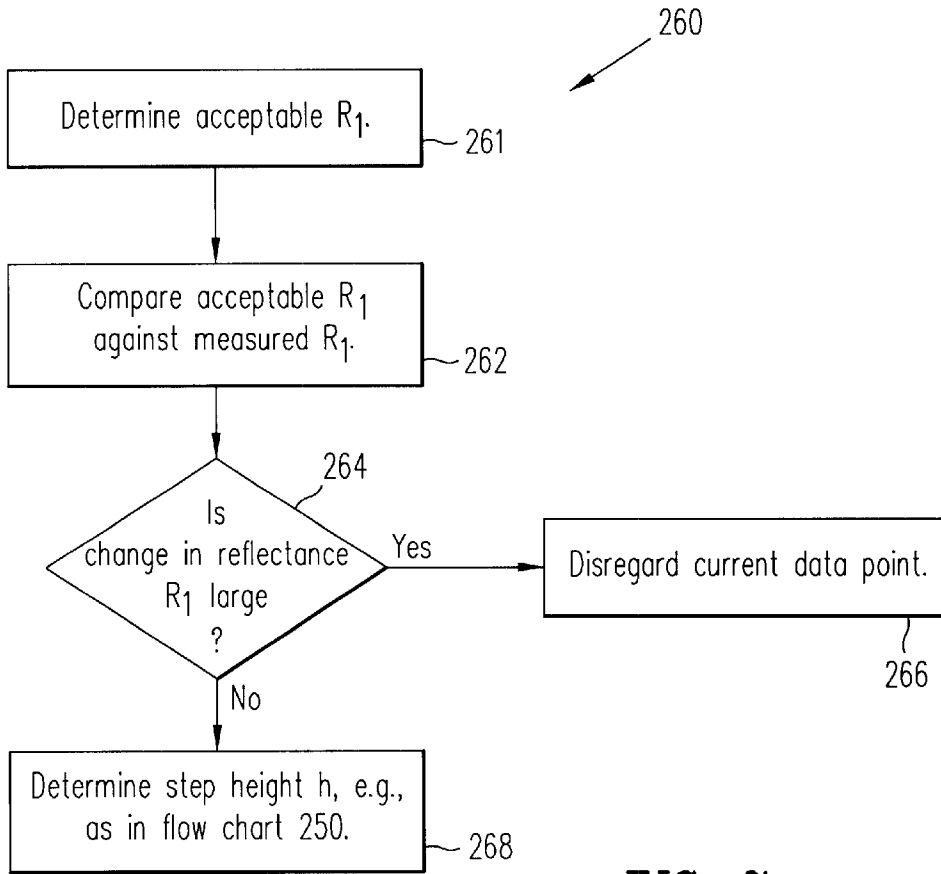 260
Determine acceptable R1.
261
Compare acceptable R1
against measured R1.
262
264
Is
change in reflectance
R1 large
?
Yes
Disregard current data point.
266
No
Determine step height h, e.g.,
as in flow chart 250.
268